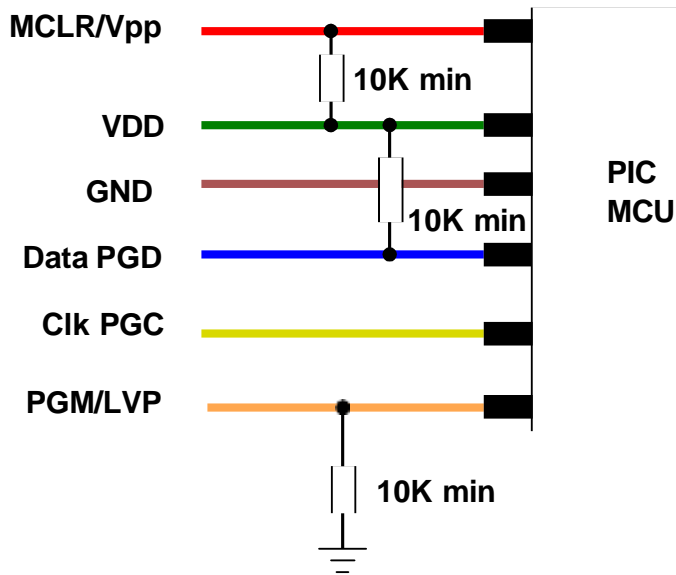 MCLR/Vpp
10K min
VDD
GND
PIC
MCU
10K min
Data PGD
Clk PGC
PGM/LVP
10K min